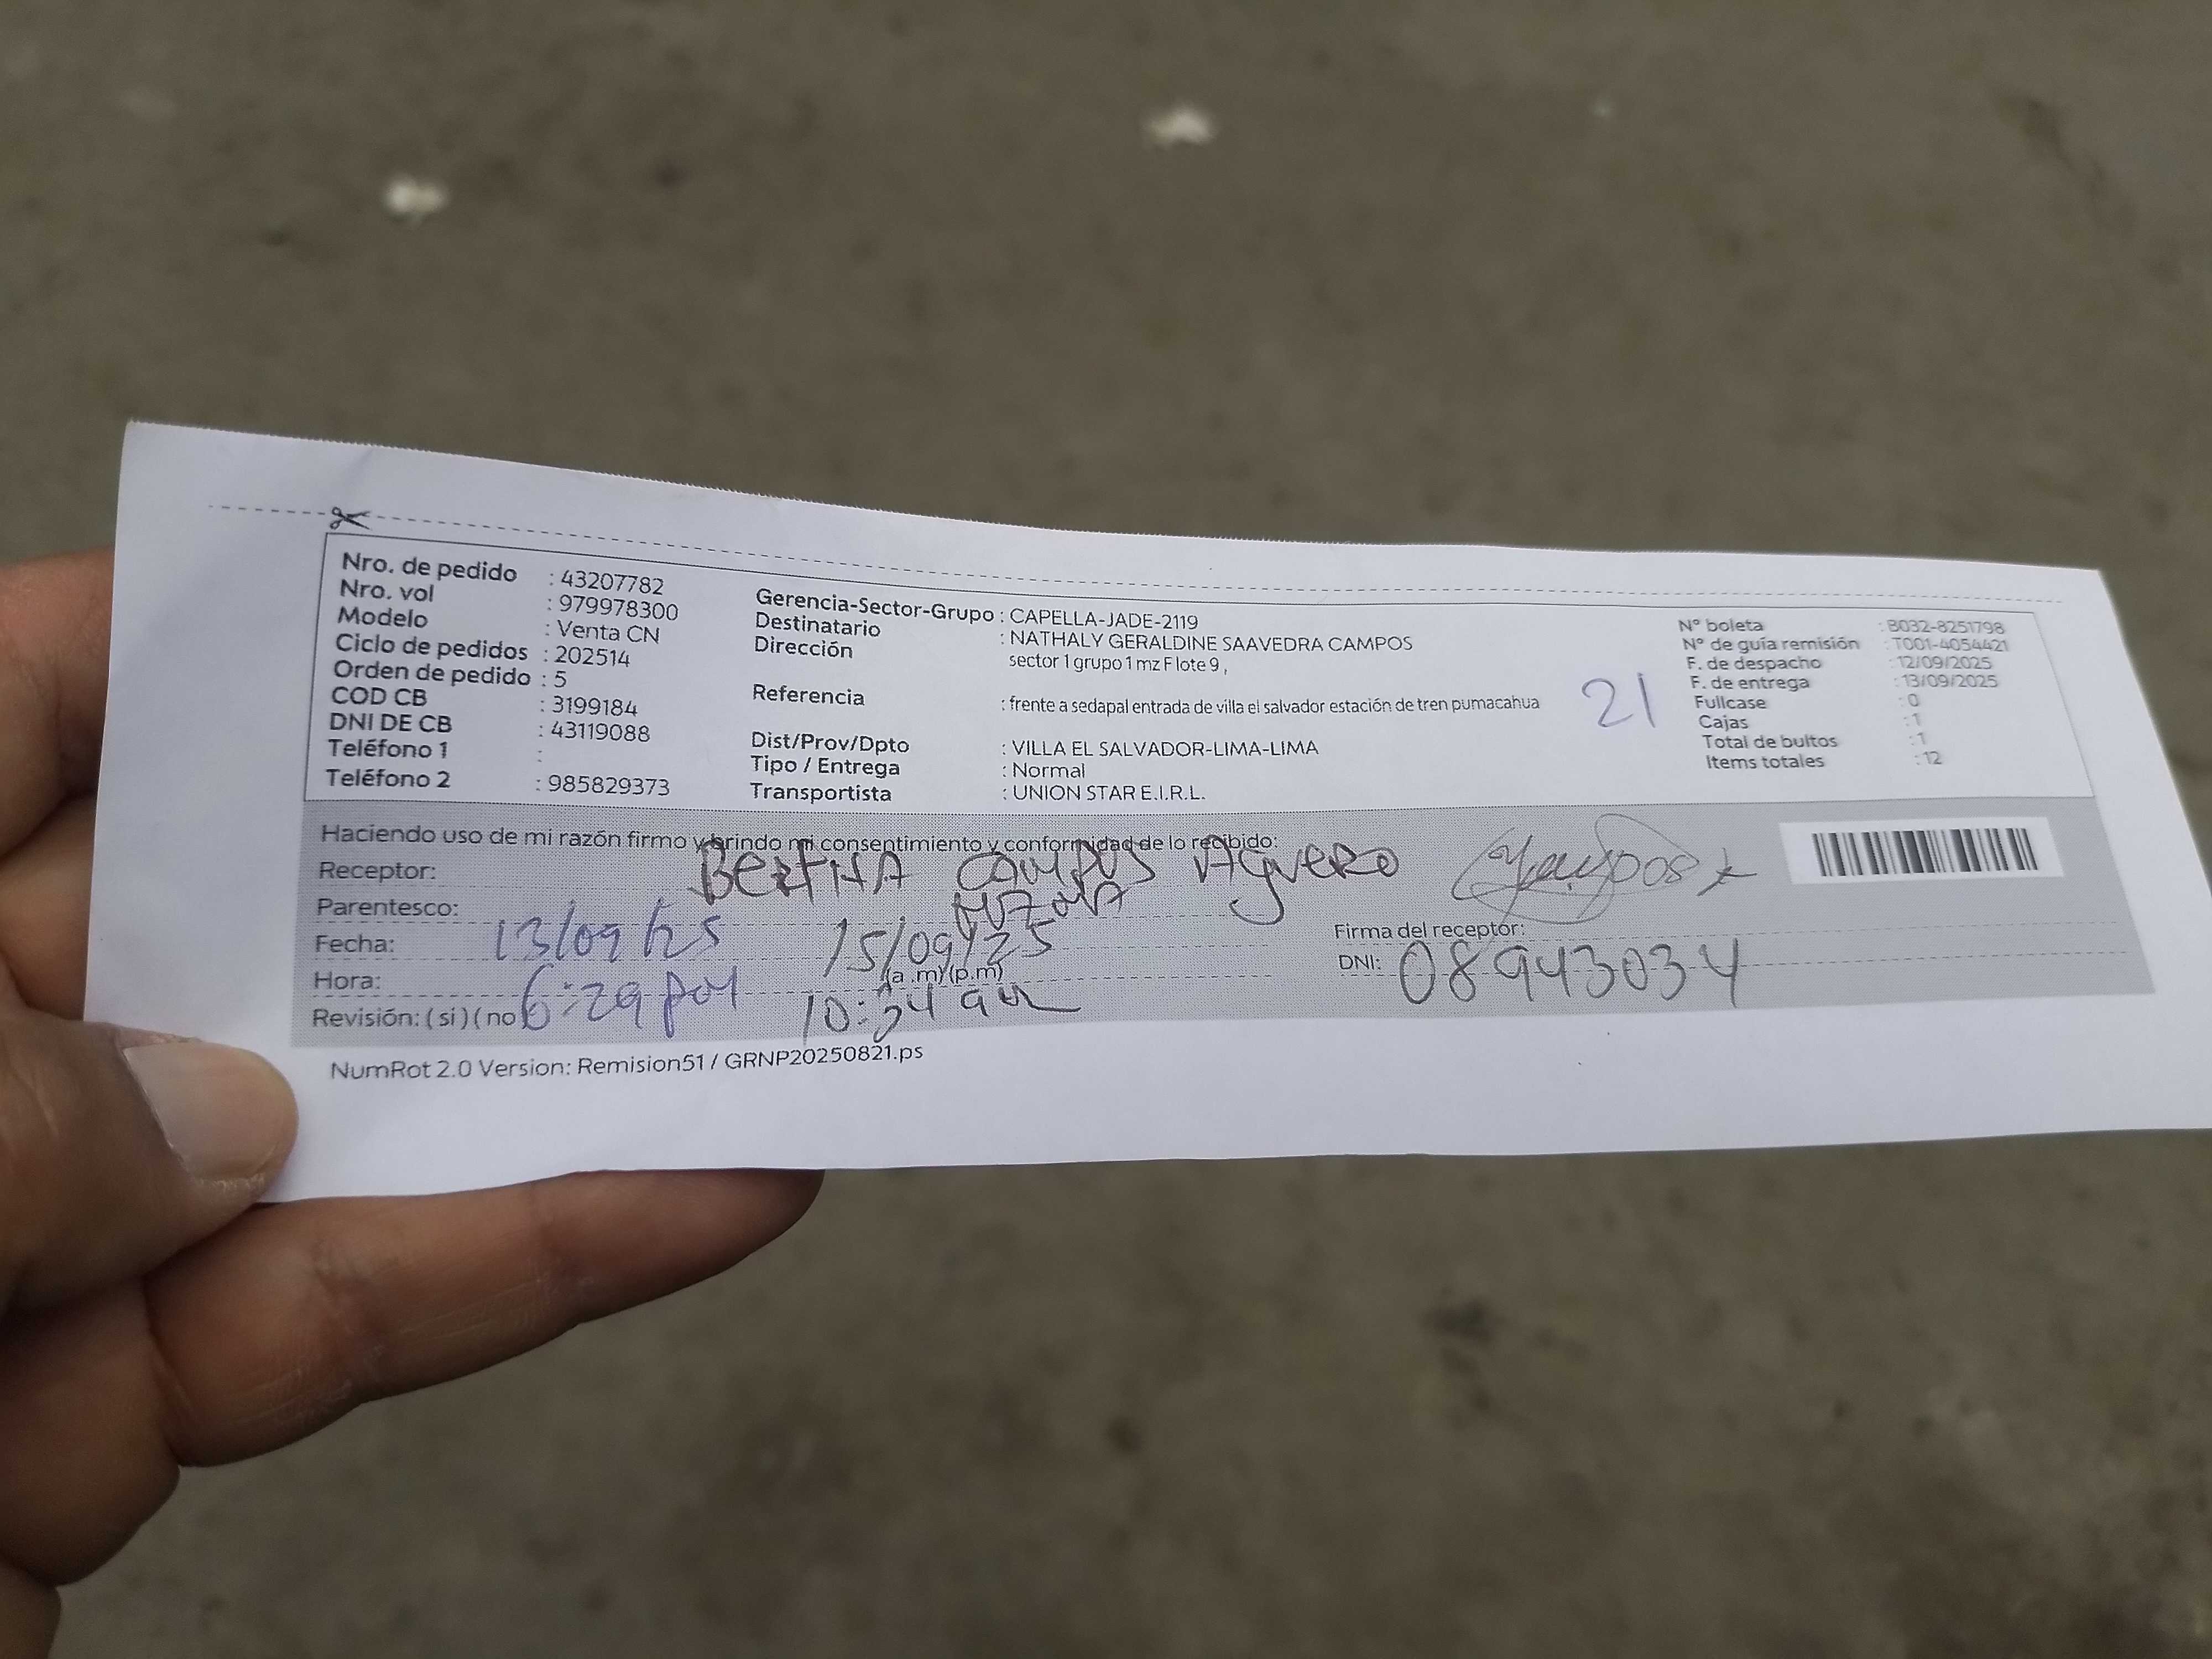 Nro. de pedido : 43207782
Nro. vol : 979978300
Modelo : Venta CN
Ciclo de pedidos : 202514
Orden de pedido : 5
COD CB : 3199184
DNI DE CB : 43119088
Teléfono 1 :
Teléfono 2 : 985829373
Gerencia-Sector-Grupo : CAPELLA-JADE-2119
Destinatario : NATHALY GERALDINE SAAVEDRA CAMPOS
Dirección sector 1 grupo 1 mz F lote 9 ,
Referencia : frente a sedapal entrada de villa el salvador estación de tren pumacahua
Dist/Prov/Dpto : VILLA EL SALVADOR-LIMA-LIMA
Tipo / Entrega : Normal
Transportista : UNION STAR E.I.R.L.
21
N° boleta : B032-8251798
N° de guía remisión : T001-4054421
F. de despacho : 12/09/2025
F. de entrega : 13/09/2025
Fullcase : 0
Cajas : 1
Total de bultos : 1
Items totales : 12
Haciendo uso de mi razón firmo y brindo mi consentimiento y conformidad de lo recibido:
Receptor: BERTHA CAMPOS AGUERO
Parentesco:
Fecha: 13/09/25 15/09/25
Hora: 6:29 pm 10:34 am (a.m)(p.m)
Revisión: (si) (no
Firma del receptor:
DNI: 08943034
NumRot 2.0 Version: Remision51 / GRNP20250821.ps